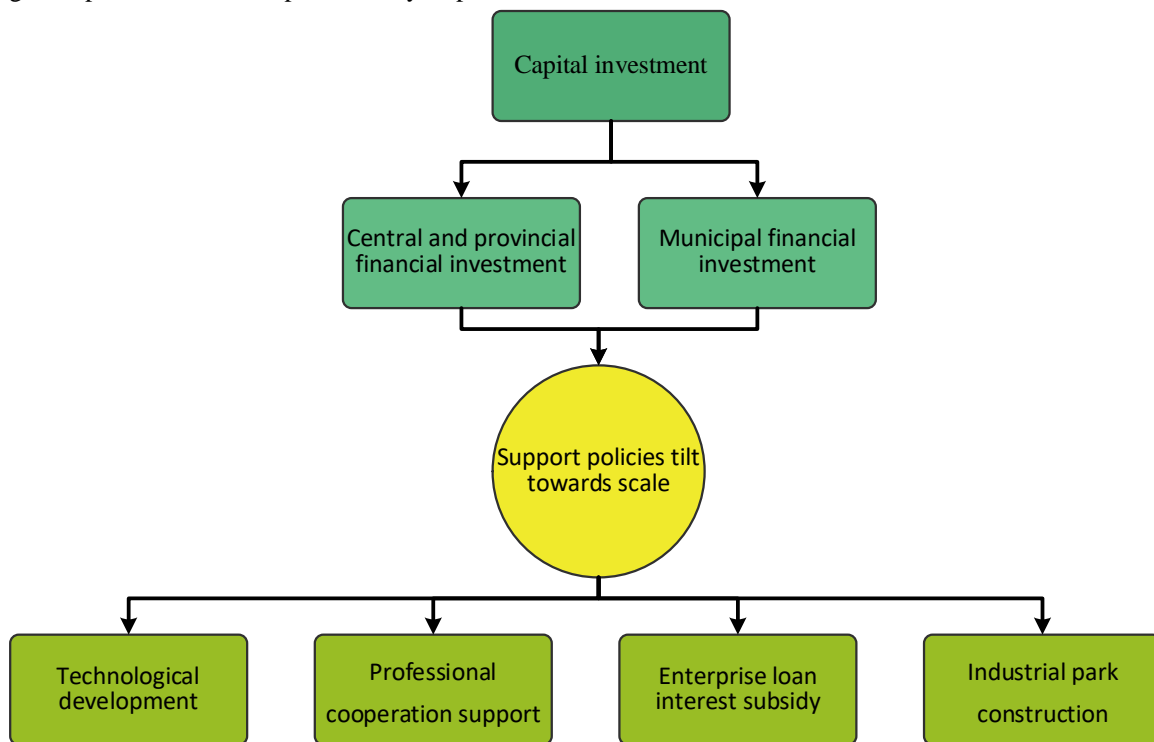 Capital investment
Central and provincial
financial investment
Municipal financial
investment
Support policies tilt
towards scale
Technological
development
Professional
cooperation support
Enterprise loan
interest subsidy
Industrial park
construction